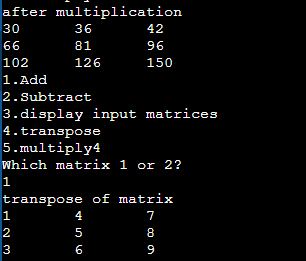 after multiplication
30 36 42
66 81 96
102 126 150
1.Add
2.Subtract
3.display input matrices
4.transpose
5.multiply4
Which matrix 1 or 2?
1
transpose of matrix
1 4 7
2 5 8
3 6 9